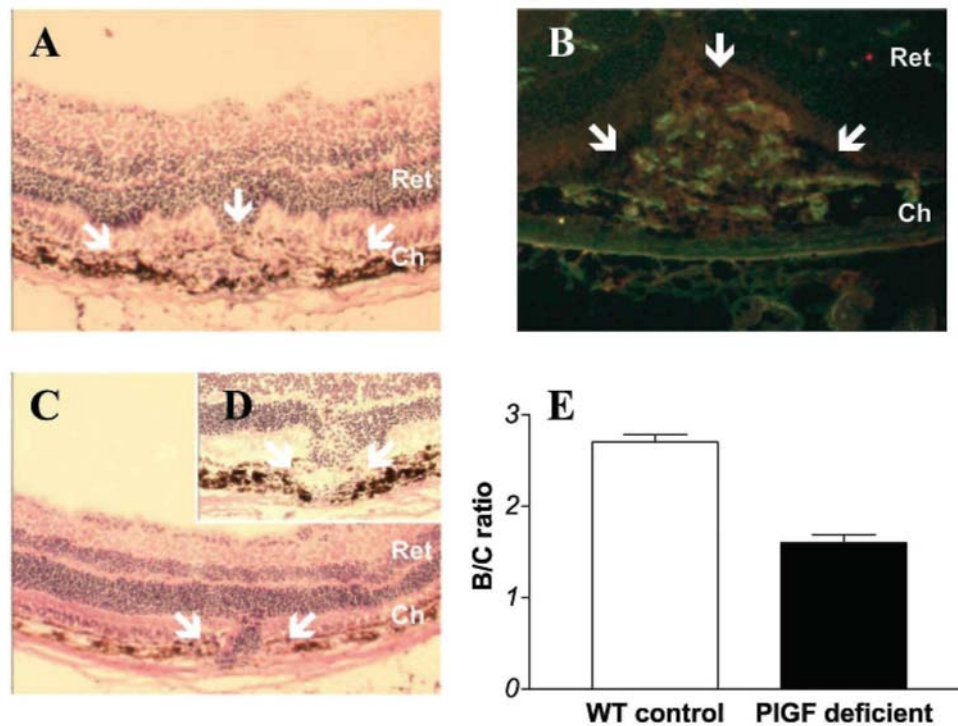 A
Ret
Ch
B
Ret
Ch
C
Ret
Ch
D
E
B/C ratio
3
2
1
0
WT control
PlGF deficient